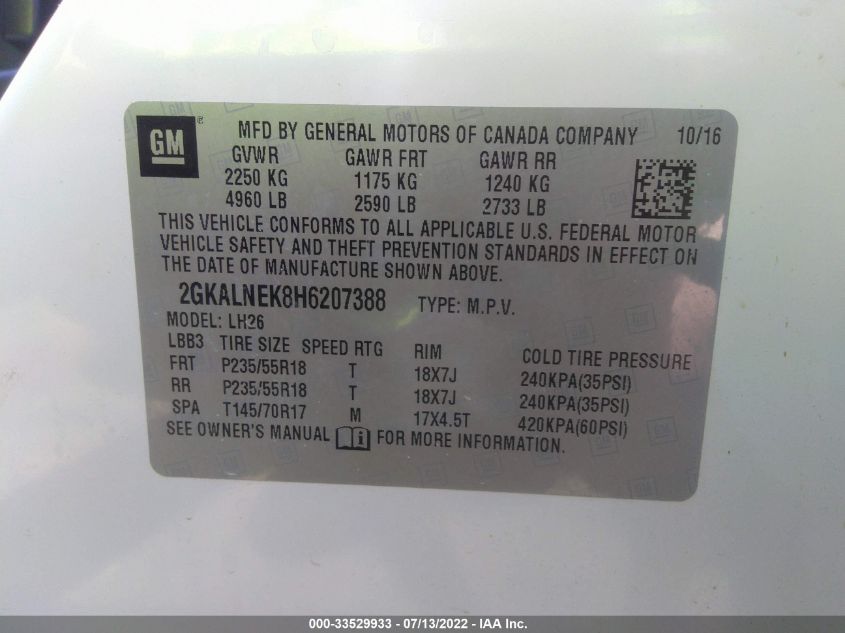 GM
® MFD BY GENERAL MOTORS OF CANADA COMPANY 10/16
GVWR GAWR FRT GAWR RR
2250 KG 1175 KG 1240 KG
4960 LB 2590 LB 2733 LB
THIS VEHICLE CONFORMS TO ALL APPLICABLE U.S. FEDERAL MOTOR
VEHICLE SAFETY AND THEFT PREVENTION STANDARDS IN EFFECT ON
THE DATE OF MANUFACTURE SHOWN ABOVE.
2GKALNEK8H6207388 TYPE: M.P.V.
MODEL: LH26
LBB3 TIRE SIZE SPEED RTG RIM COLD TIRE PRESSURE
FRT P235/55R18 T 18X7J 240KPA(35PSI)
RR P235/55R18 T 18X7J 240KPA(35PSI)
SPA T145/70R17 M 17X4.5T 420KPA(60PSI)
SEE OWNER'S MANUAL i FOR MORE INFORMATION.
000-33529933 - 07/13/2022 - IAA Inc.